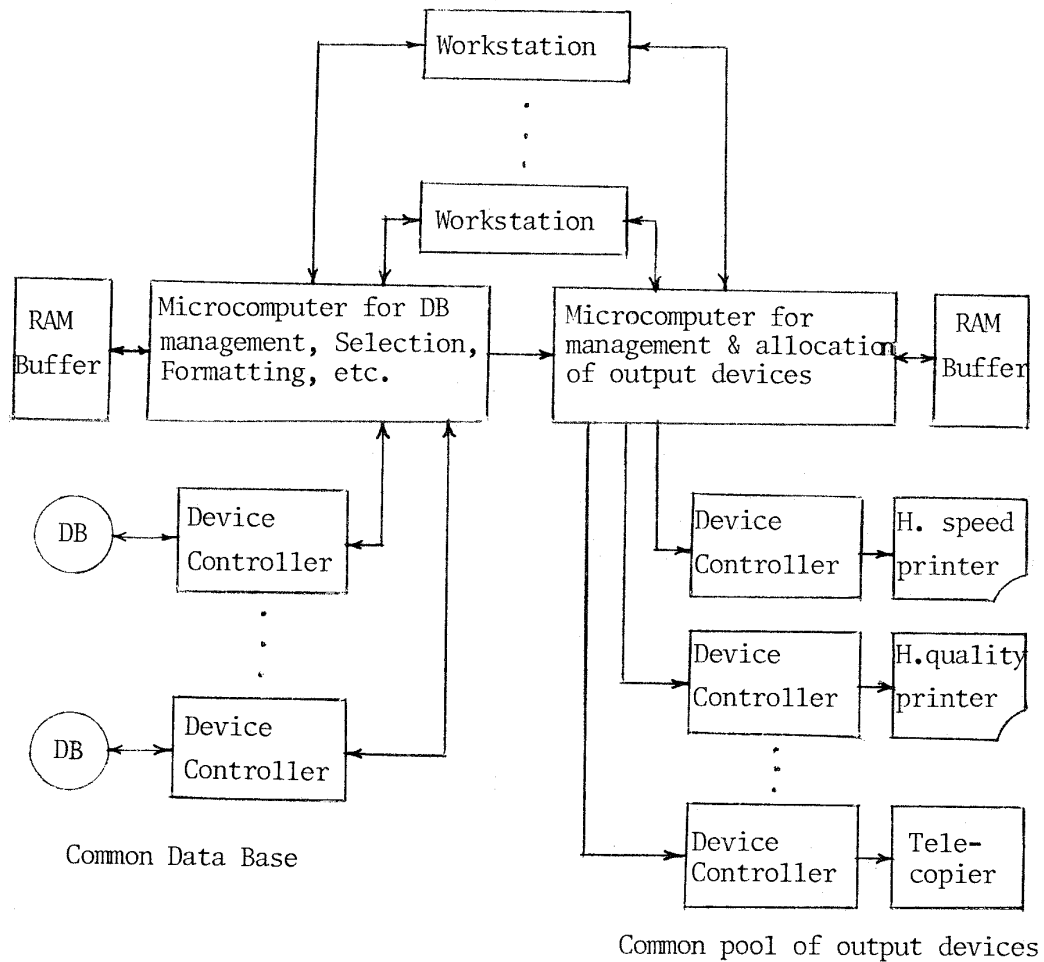 Workstation
Workstation
RAM
Buffer
Microcomputer for DB
management, Selection,
Formatting, etc.
Microcomputer for
management & allocation
of output devices
RAM
Buffer
DB
Device
Controller
DB
Device
Controller
Common Data Base
Device
Controller
H. speed
printer
Device
Controller
H.quality
printer
Device
Controller
Tele-
copier
Common pool of output devices